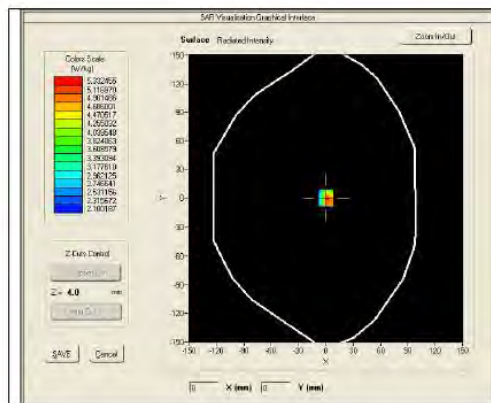 SAR Visualisation Graphical Interface
Surface Radiated Intensity
Zoom In/Out
Colors Scale
(W/kg)
5.332455
5.116970
4.901486
4.686001
4.470517
4.255032
4.039548
3.824063
3.608579
3.393094
3.177610
2.962125
2.746641
2.531156
2.315672
2.100187
Z-Cuts Control
Z = 4.0 mm
SAVE
Cancel
150
120
90
60
30
0
-30
-60
-90
-120
-150
Y
-150 -120 -90 -60 -30 0 30 60 90 120 150
X
0 X (mm) 0 Y (mm)